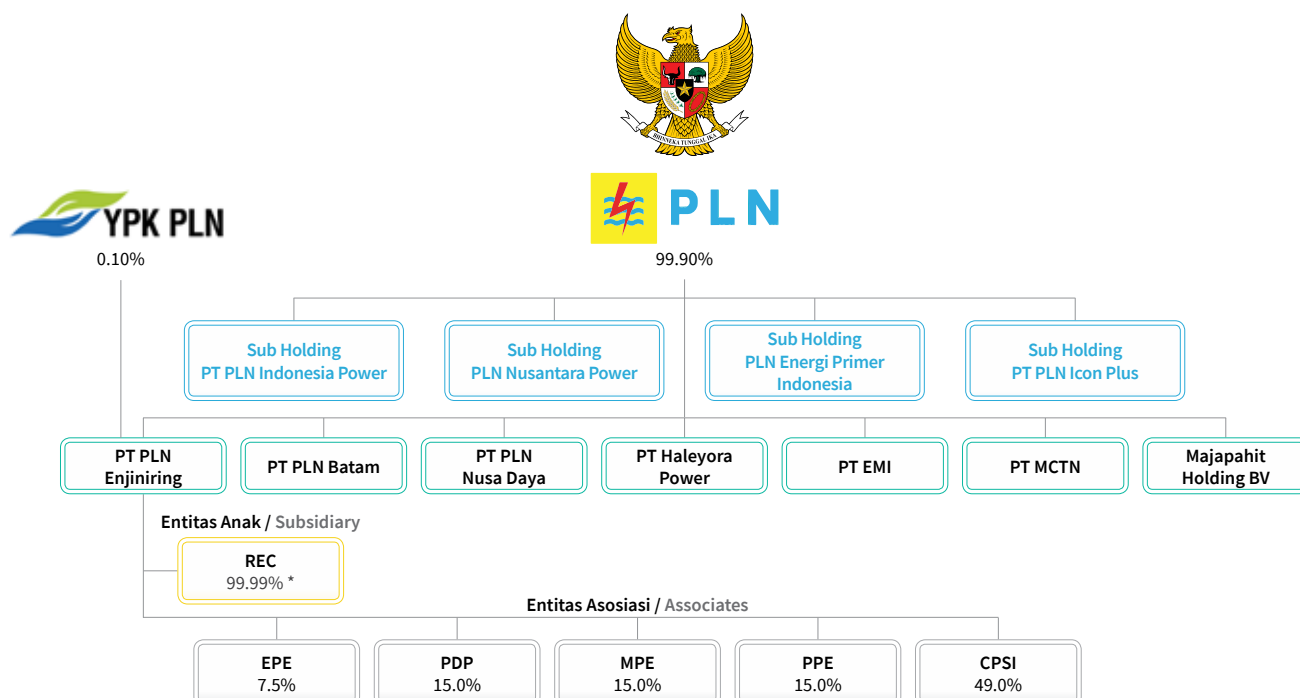 BHINNEKA TUNGGAL IKA
YPK PLN
PLN
0.10%
99.90%
Sub Holding
PT PLN Indonesia Power
Sub Holding
PLN Nusantara Power
Sub Holding
PLN Energi Primer
Indonesia
Sub Holding
PT PLN Icon Plus
PT PLN
Enjiniring
PT PLN Batam
PT PLN
Nusa Daya
PT Haleyora
Power
PT EMI
PT MCTN
Majapahit
Holding BV
Entitas Anak / Subsidiary
REC
99.99% *
Entitas Asosiasi / Associates
EPE
7.5%
PDP
15.0%
MPE
15.0%
PPE
15.0%
CPSI
49.0%